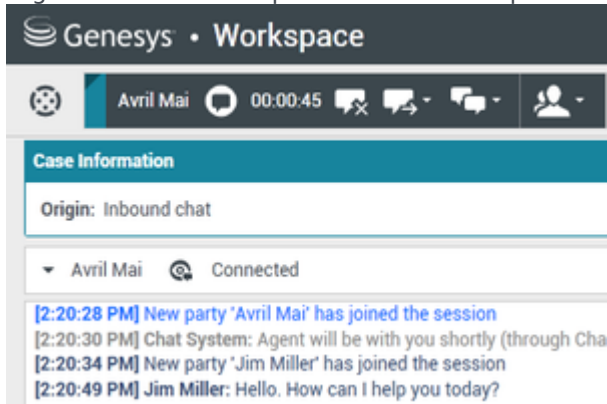 Genesys • Workspace
Avril Mai 00:00:45
Case Information
Origin: Inbound chat
Avril Mai Connected
[2:20:28 PM] New party 'Avril Mai' has joined the session
[2:20:30 PM] Chat System: Agent will be with you shortly (through Cha
[2:20:34 PM] New party 'Jim Miller' has joined the session
[2:20:49 PM] Jim Miller: Hello. How can I help you today?